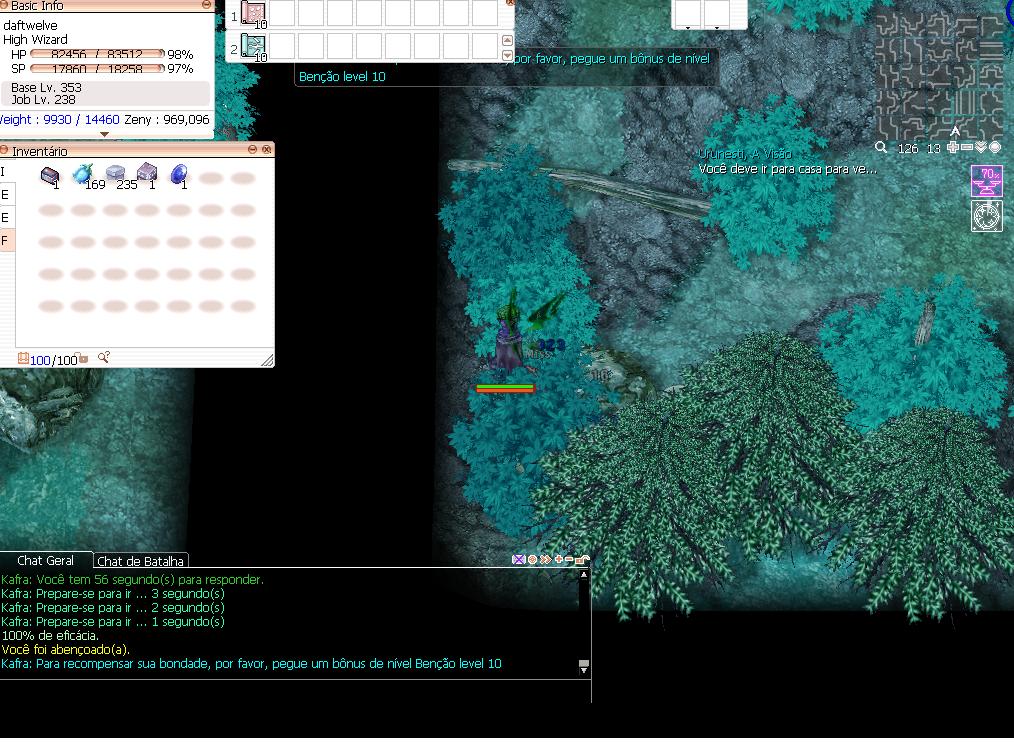 Basic Info
daftwelve
High Wizard
HP 82456 / 83512 98%
SP 17860 / 18258 97%
Base Lv. 353
Job Lv. 238
Weight : 9930 / 14460 Zeny : 969,096
1 10
2 10
por favor, pegue um bônus de nível
Benção level 10
126 13
70%
Urunesti, A Visão
Você deve ir para casa para ve...
Inventário
I
E
E
F
1 169 235 1 1
100/100
Chat Geral
Chat de Batalha
Kafra: Você tem 56 segundo(s) para responder.
Kafra: Prepare-se para ir ... 3 segundo(s)
Kafra: Prepare-se para ir ... 2 segundo(s)
Kafra: Prepare-se para ir ... 1 segundo(s)
100% de eficácia.
Você foi abençoado(a).
Kafra: Para recompensar sua bondade, por favor, pegue um bônus de nível Benção level 10